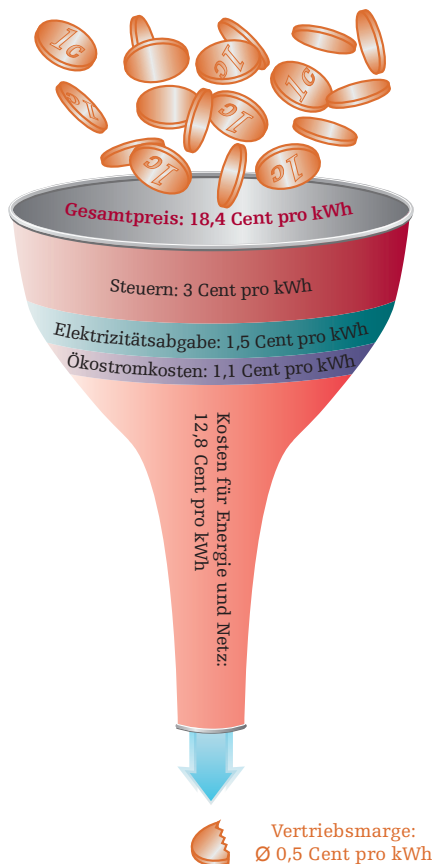 1c
1c
1c
1c
1c
1c
1c
1c
Gesamtpreis: 18,4 Cent pro kWh
Steuern: 3 Cent pro kWh
Elektrizitätsabgabe: 1,5 Cent pro kWh
Ökostromkosten: 1,1 Cent pro kWh
Kosten für Energie und Netz:
12,8 Cent pro kWh
Vertriebsmarge:
Ø 0,5 Cent pro kWh